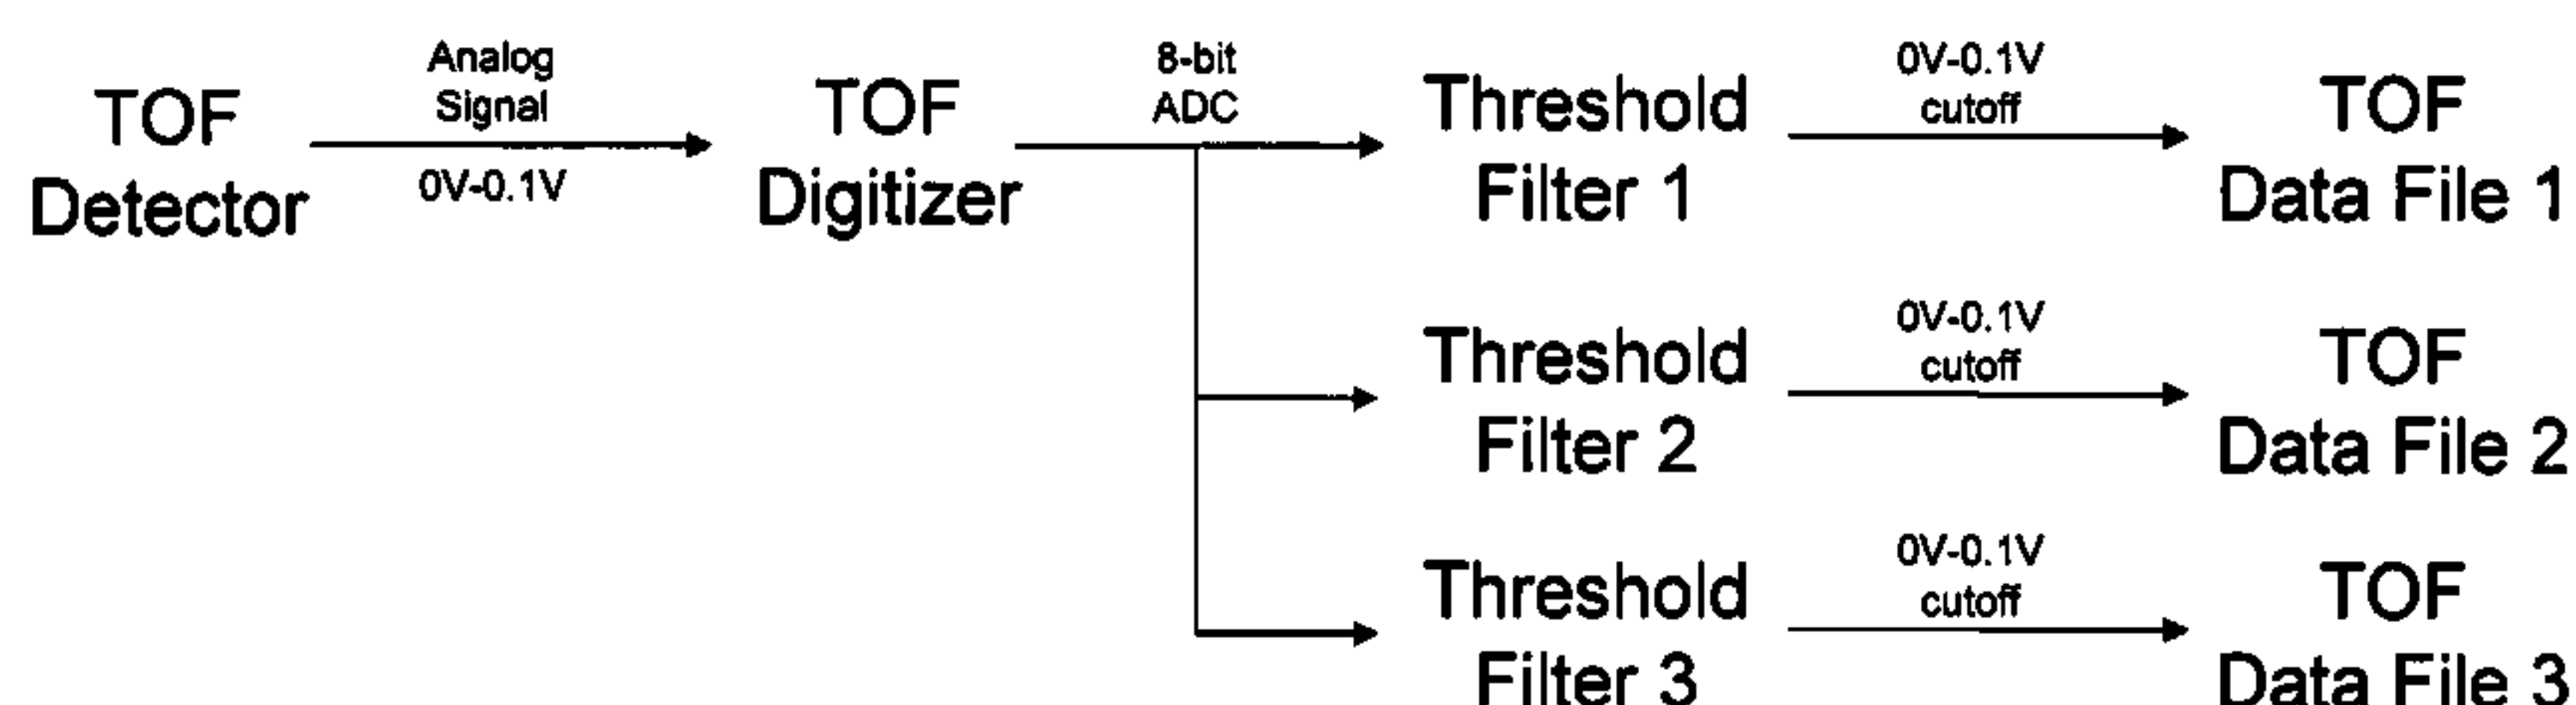 Analog
Signal
TOF
Detector
0V-0.1V
TOF
Digitizer
8-bit
ADC
Threshold
Filter 1
0V-0.1V
cutoff
TOF
Data File 1
Threshold
Filter 2
0V-0.1V
cutoff
TOF
Data File 2
Threshold
Filter 3
0V-0.1V
cutoff
TOF
Data File 3